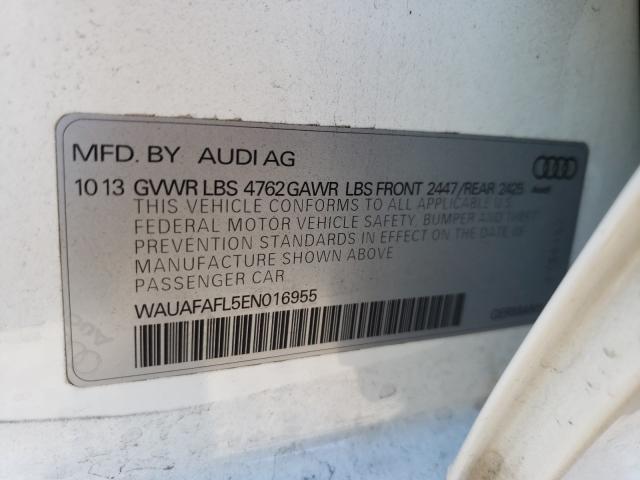 MFD. BY AUDI AG
10 13 GVWR LBS 4762 GAWR LBS FRONT 2447/REAR 2425 Audi
THIS VEHICLE CONFORMS TO ALL APPLICABLE U.S.
FEDERAL MOTOR VEHICLE SAFETY, BUMPER AND THEFT
PREVENTION STANDARDS IN EFFECT ON THE DATE OF
MANUFACTURE SHOWN ABOVE
PASSENGER CAR
WAUAFAFL5EN016955